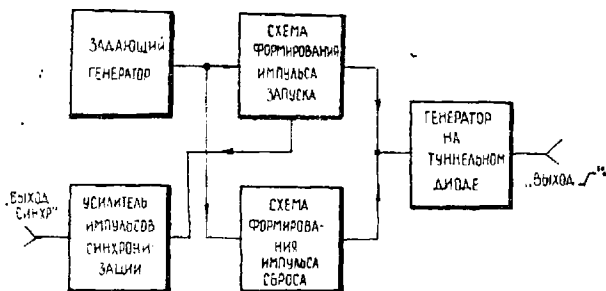 ЗАДАЮЩИЙ
ГЕНЕРАТОР
СХЕМА
ФОРМИРОВАНИЯ
ИМПУЛЬСА
ЗАПУСКА
ГЕНЕРАТОР
НА
ТУННЕЛЬНОМ
ДИОДЕ
„ВЫХОД"
„ВЫХОД
СИНХР"
УСИЛИТЕЛЬ
ИМПУЛЬСОВ
СИНХРОНИ-
ЗАЦИИ
СХЕМА
ФОРМИРОВА-
НИЯ
ИМПУЛЬСА
СБРОСА